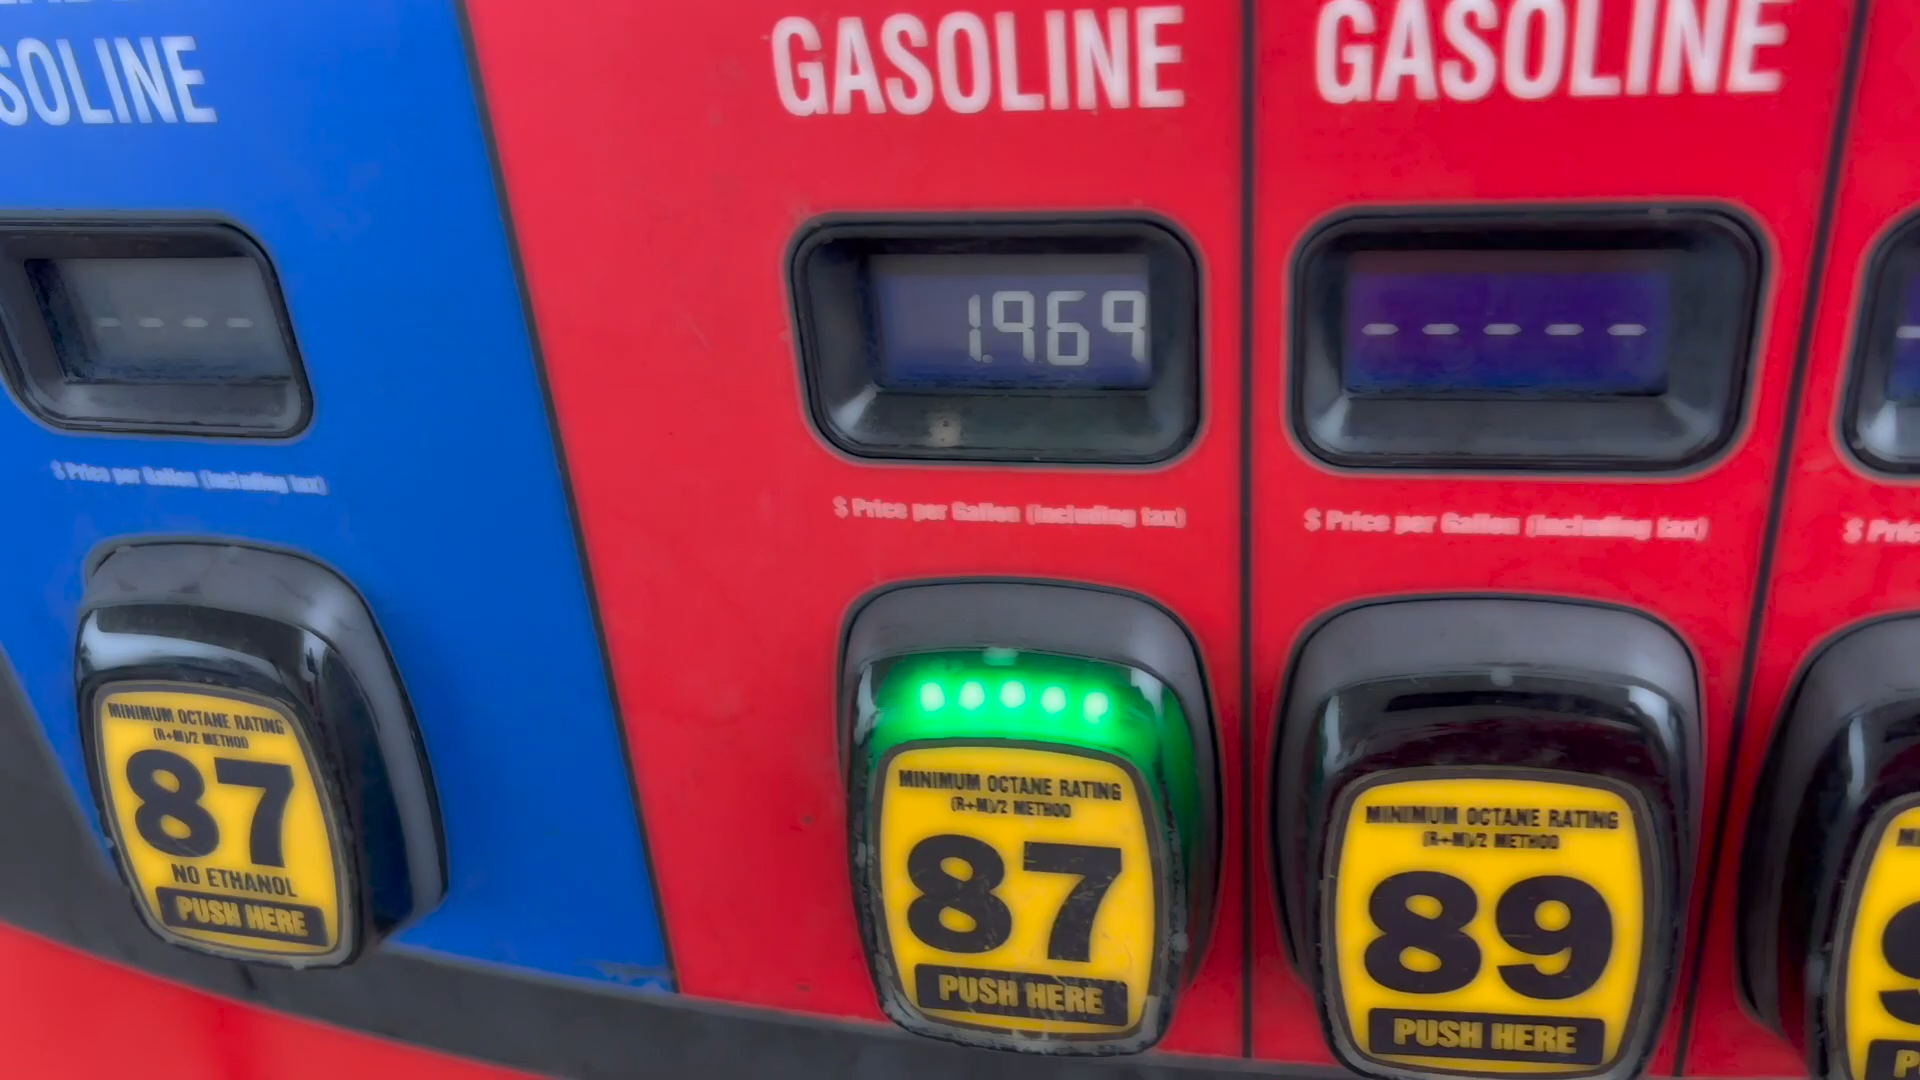 SOLINE
GASOLINE
GASOLINE
- - - -
1.969
- - - - -
$ Price per Gallon (including tax)
$ Price per Gallon (including tax)
$ Price per Gallon (including tax)
$ Pric
MINIMUM OCTANE RATING
(R+M)/2 METHOD
87
NO ETHANOL
PUSH HERE
MINIMUM OCTANE RATING
(R+M)/2 METHOD
87
PUSH HERE
MINIMUM OCTANE RATING
(R+M)/2 METHOD
89
PUSH HERE